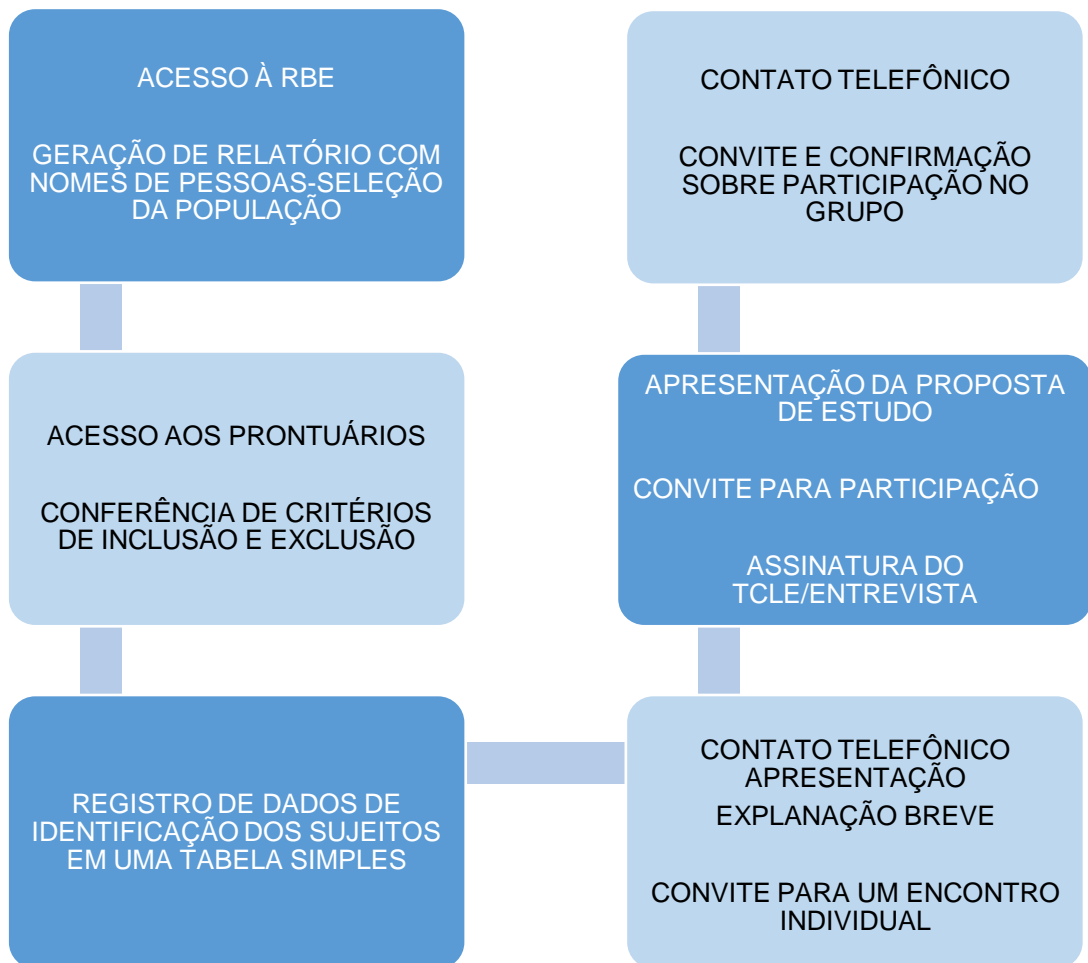 ACESSO À RBE
GERAÇÃO DE RELATÓRIO COM
NOMES DE PESSOAS-SELEÇÃO
DA POPULAÇÃO
ACESSO AOS PRONTUÁRIOS
CONFERÊNCIA DE CRITÉRIOS
DE INCLUSÃO E EXCLUSÃO
REGISTRO DE DADOS DE
IDENTIFICAÇÃO DOS SUJEITOS
EM UMA TABELA SIMPLES
CONTATO TELEFÔNICO
APRESENTAÇÃO
EXPLANAÇÃO BREVE
CONVITE PARA UM ENCONTRO
INDIVIDUAL
APRESENTAÇÃO DA PROPOSTA
DE ESTUDO
CONVITE PARA PARTICIPAÇÃO
ASSINATURA DO
TCLE/ENTREVISTA
CONTATO TELEFÔNICO
CONVITE E CONFIRMAÇÃO
SOBRE PARTICIPAÇÃO NO
GRUPO